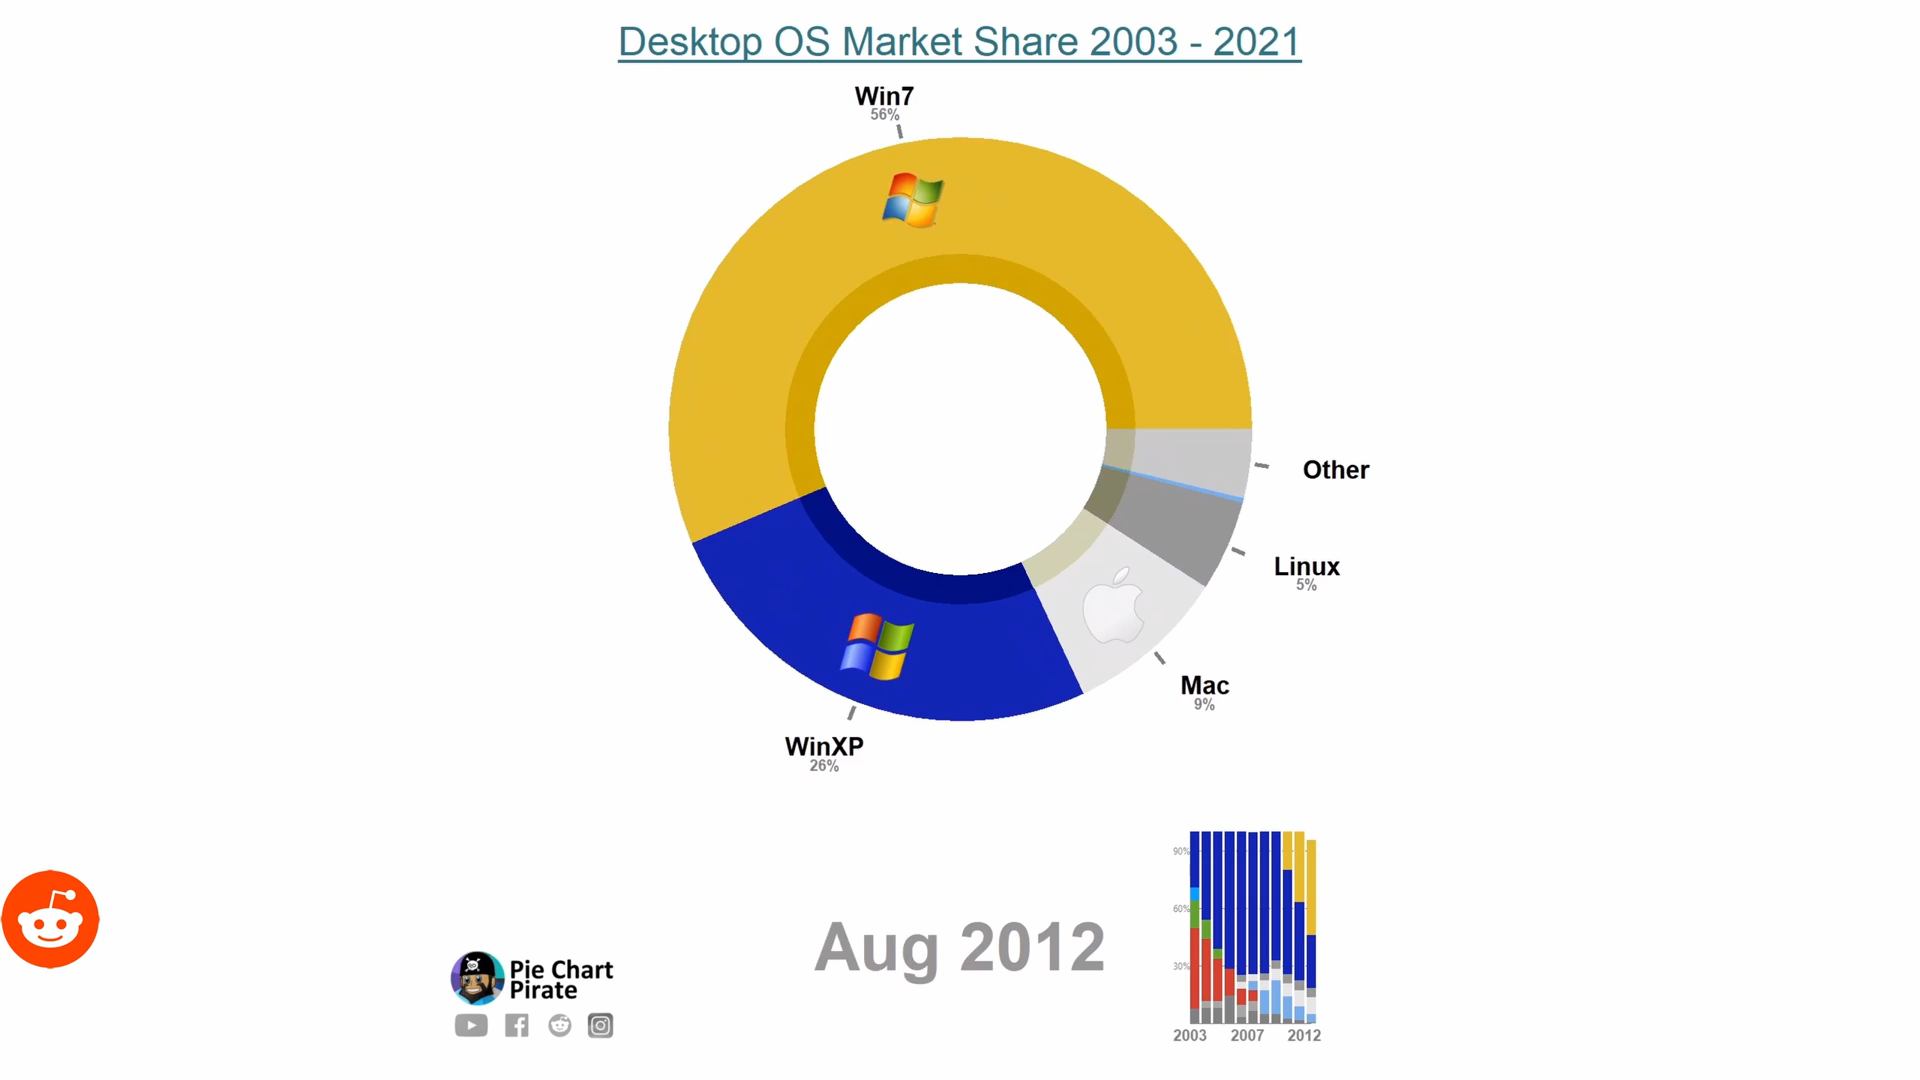 Desktop OS Market Share 2003 - 2021
Win7
56%
Other
Linux
5%
Mac
9%
WinXP
26%
90%
60%
30%
2003 2007 2012
Aug 2012
Pie Chart
Pirate